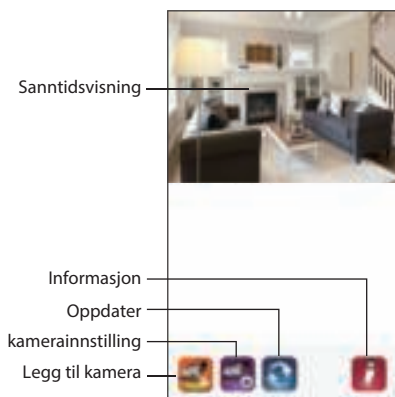 Sanntidsvisning
Informasjon
Oppdater
kamerainnstilling
Legg til kamera